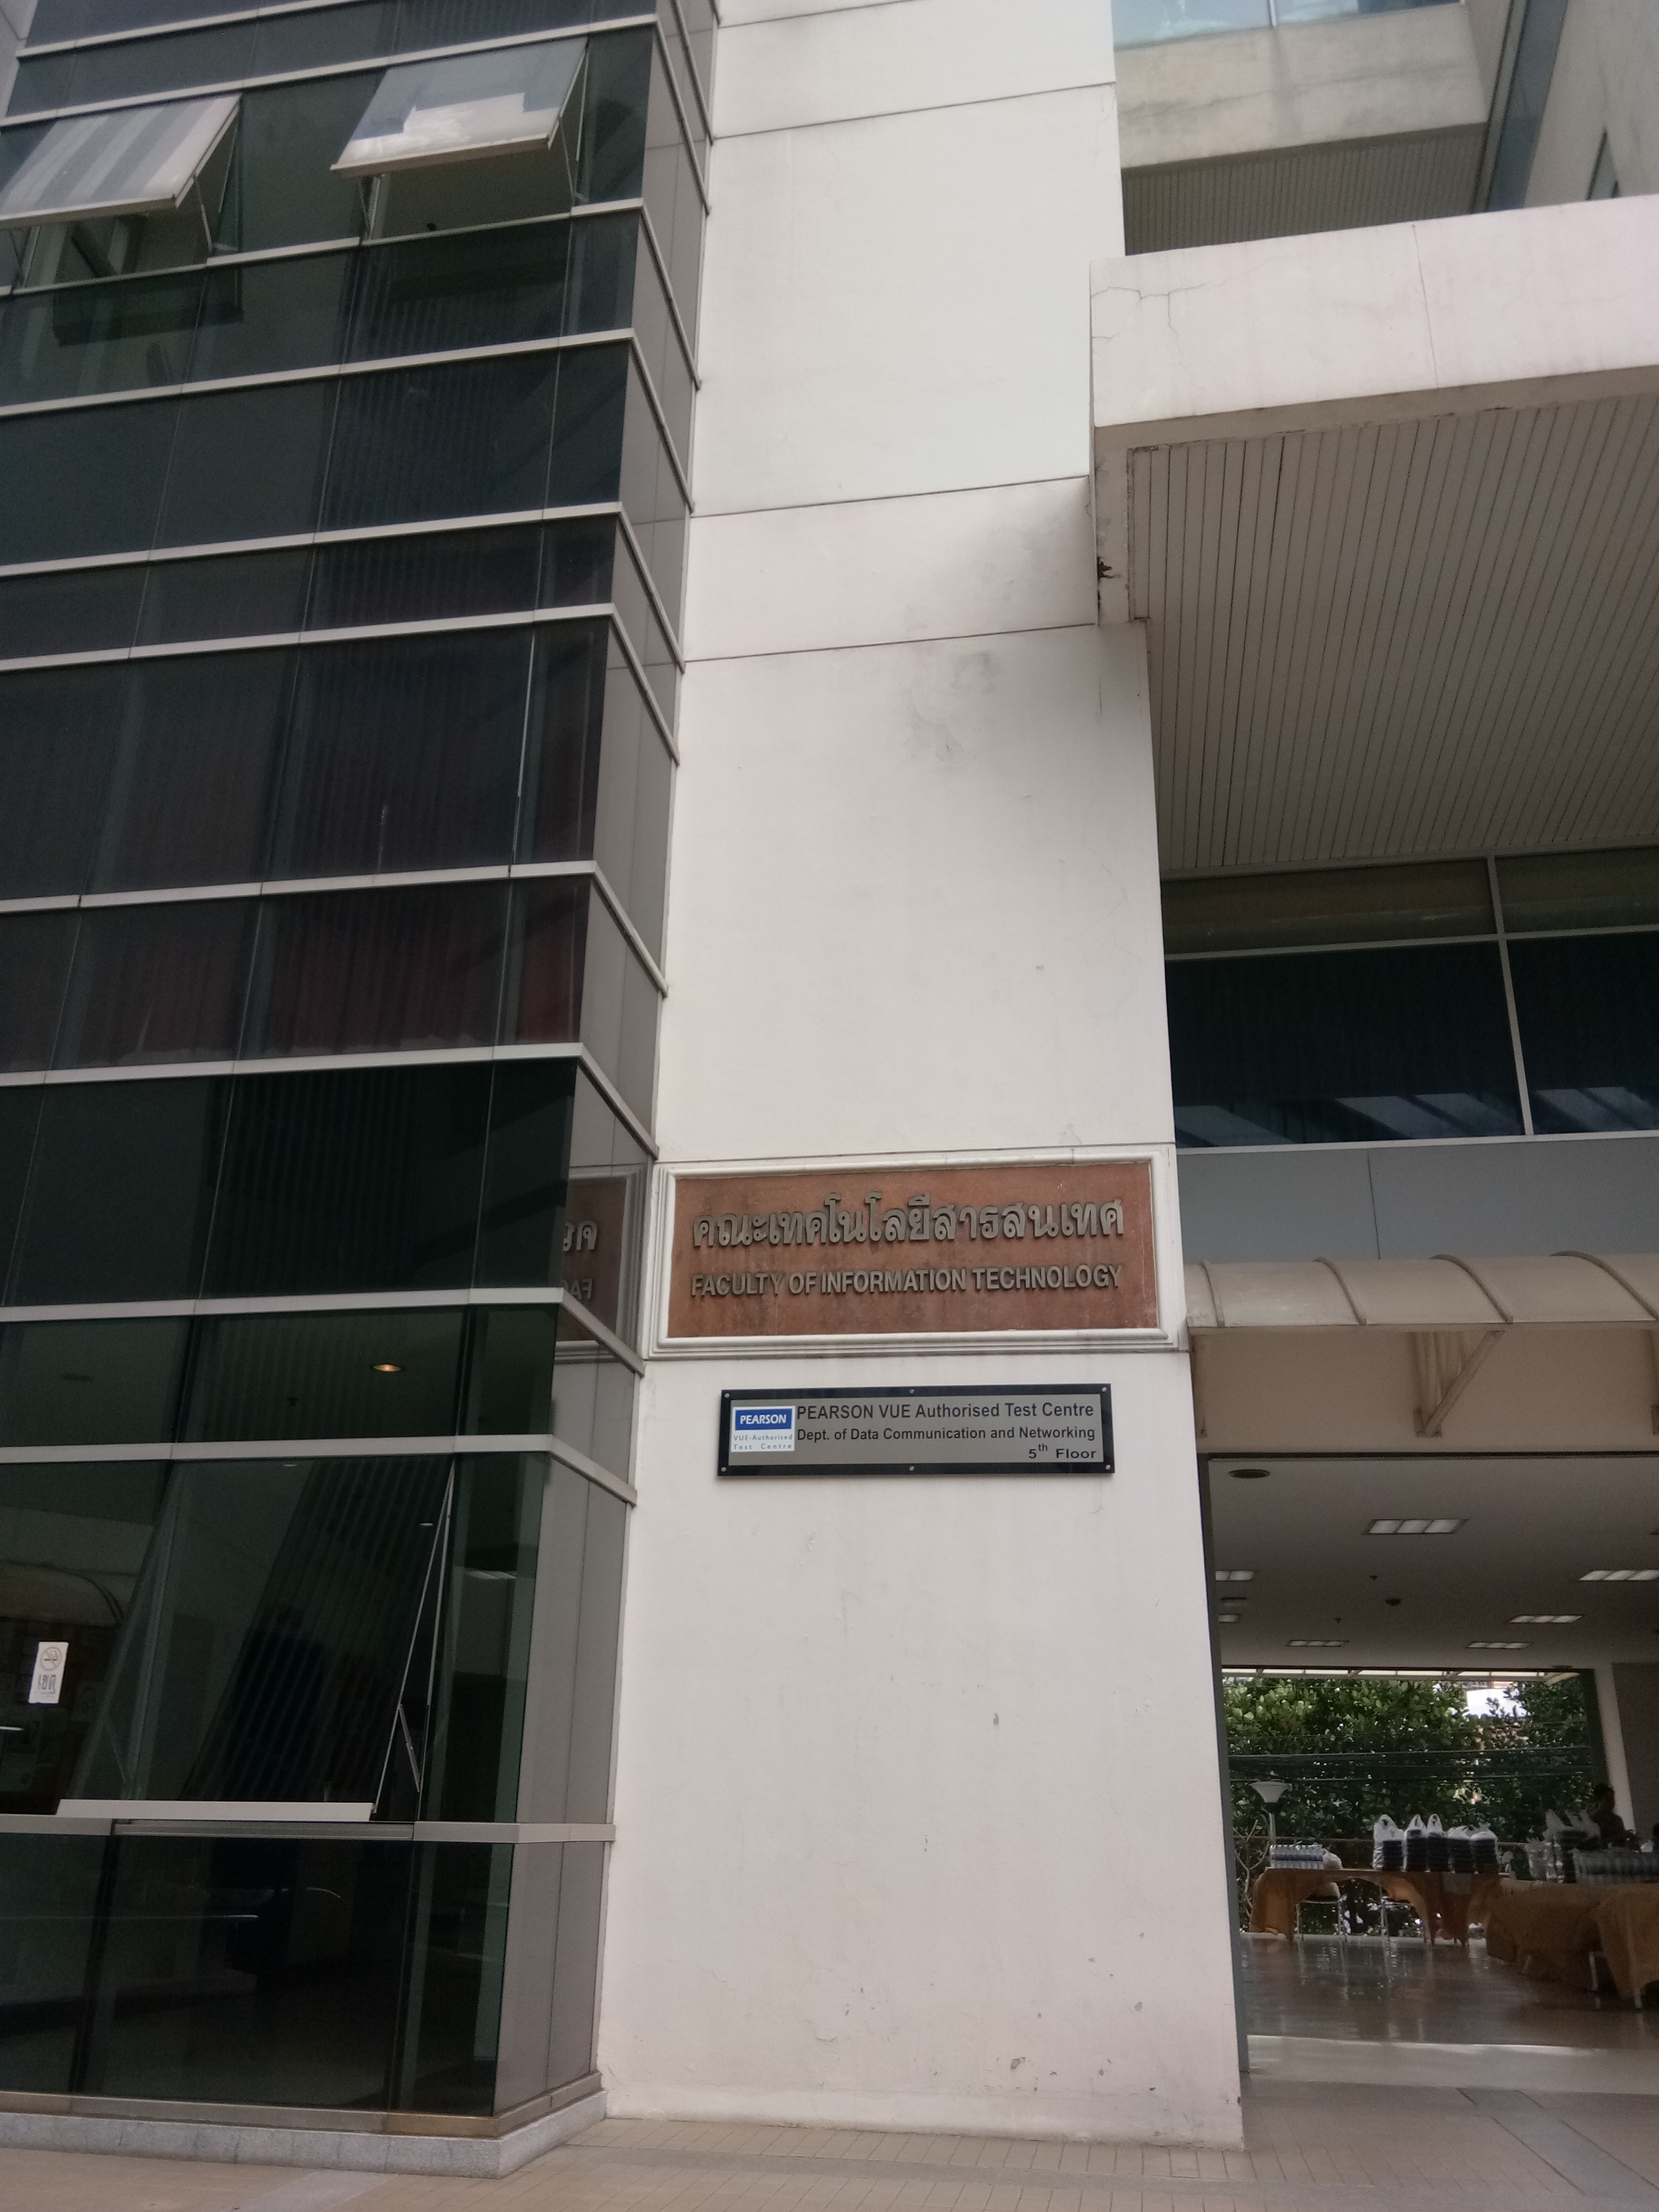 คณะเทคโนโลยีสารสนเทศ
FACULTY OF INFORMATION TECHNOLOGY
PEARSON
VUE-Authorised
Test Centre
PEARSON VUE Authorised Test Centre
Dept. of Data Communication and Networking
5th Floor